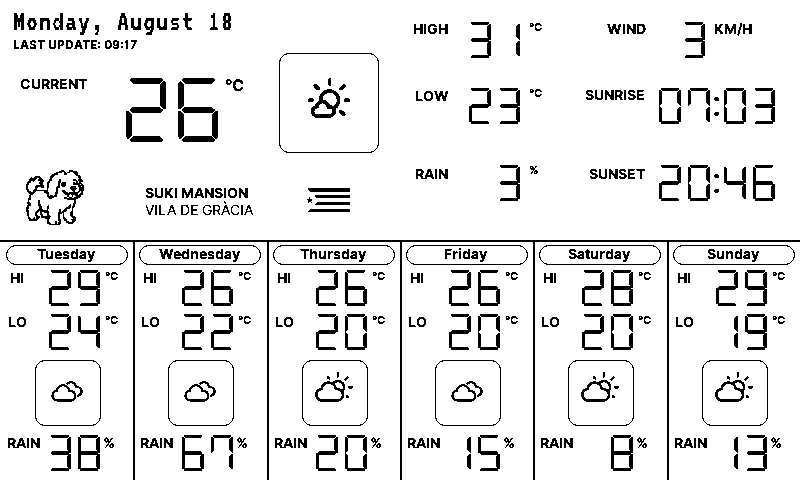 Monday, August 18
LAST UPDATE: 09:17
CURRENT 26 °C
SUKI MANSION
VILA DE GRÀCIA
HIGH 31 °C
LOW 23 °C
RAIN 3 %
WIND 3 KM/H
SUNRISE 07:03
SUNSET 20:46
Tuesday
HI 29 °C
LO 24 °C
RAIN 38 %
Wednesday
HI 26 °C
LO 22 °C
RAIN 67 %
Thursday
HI 26 °C
LO 20 °C
RAIN 20 %
Friday
HI 26 °C
LO 20 °C
RAIN 15 %
Saturday
HI 28 °C
LO 20 °C
RAIN 8 %
Sunday
HI 29 °C
LO 19 °C
RAIN 13 %